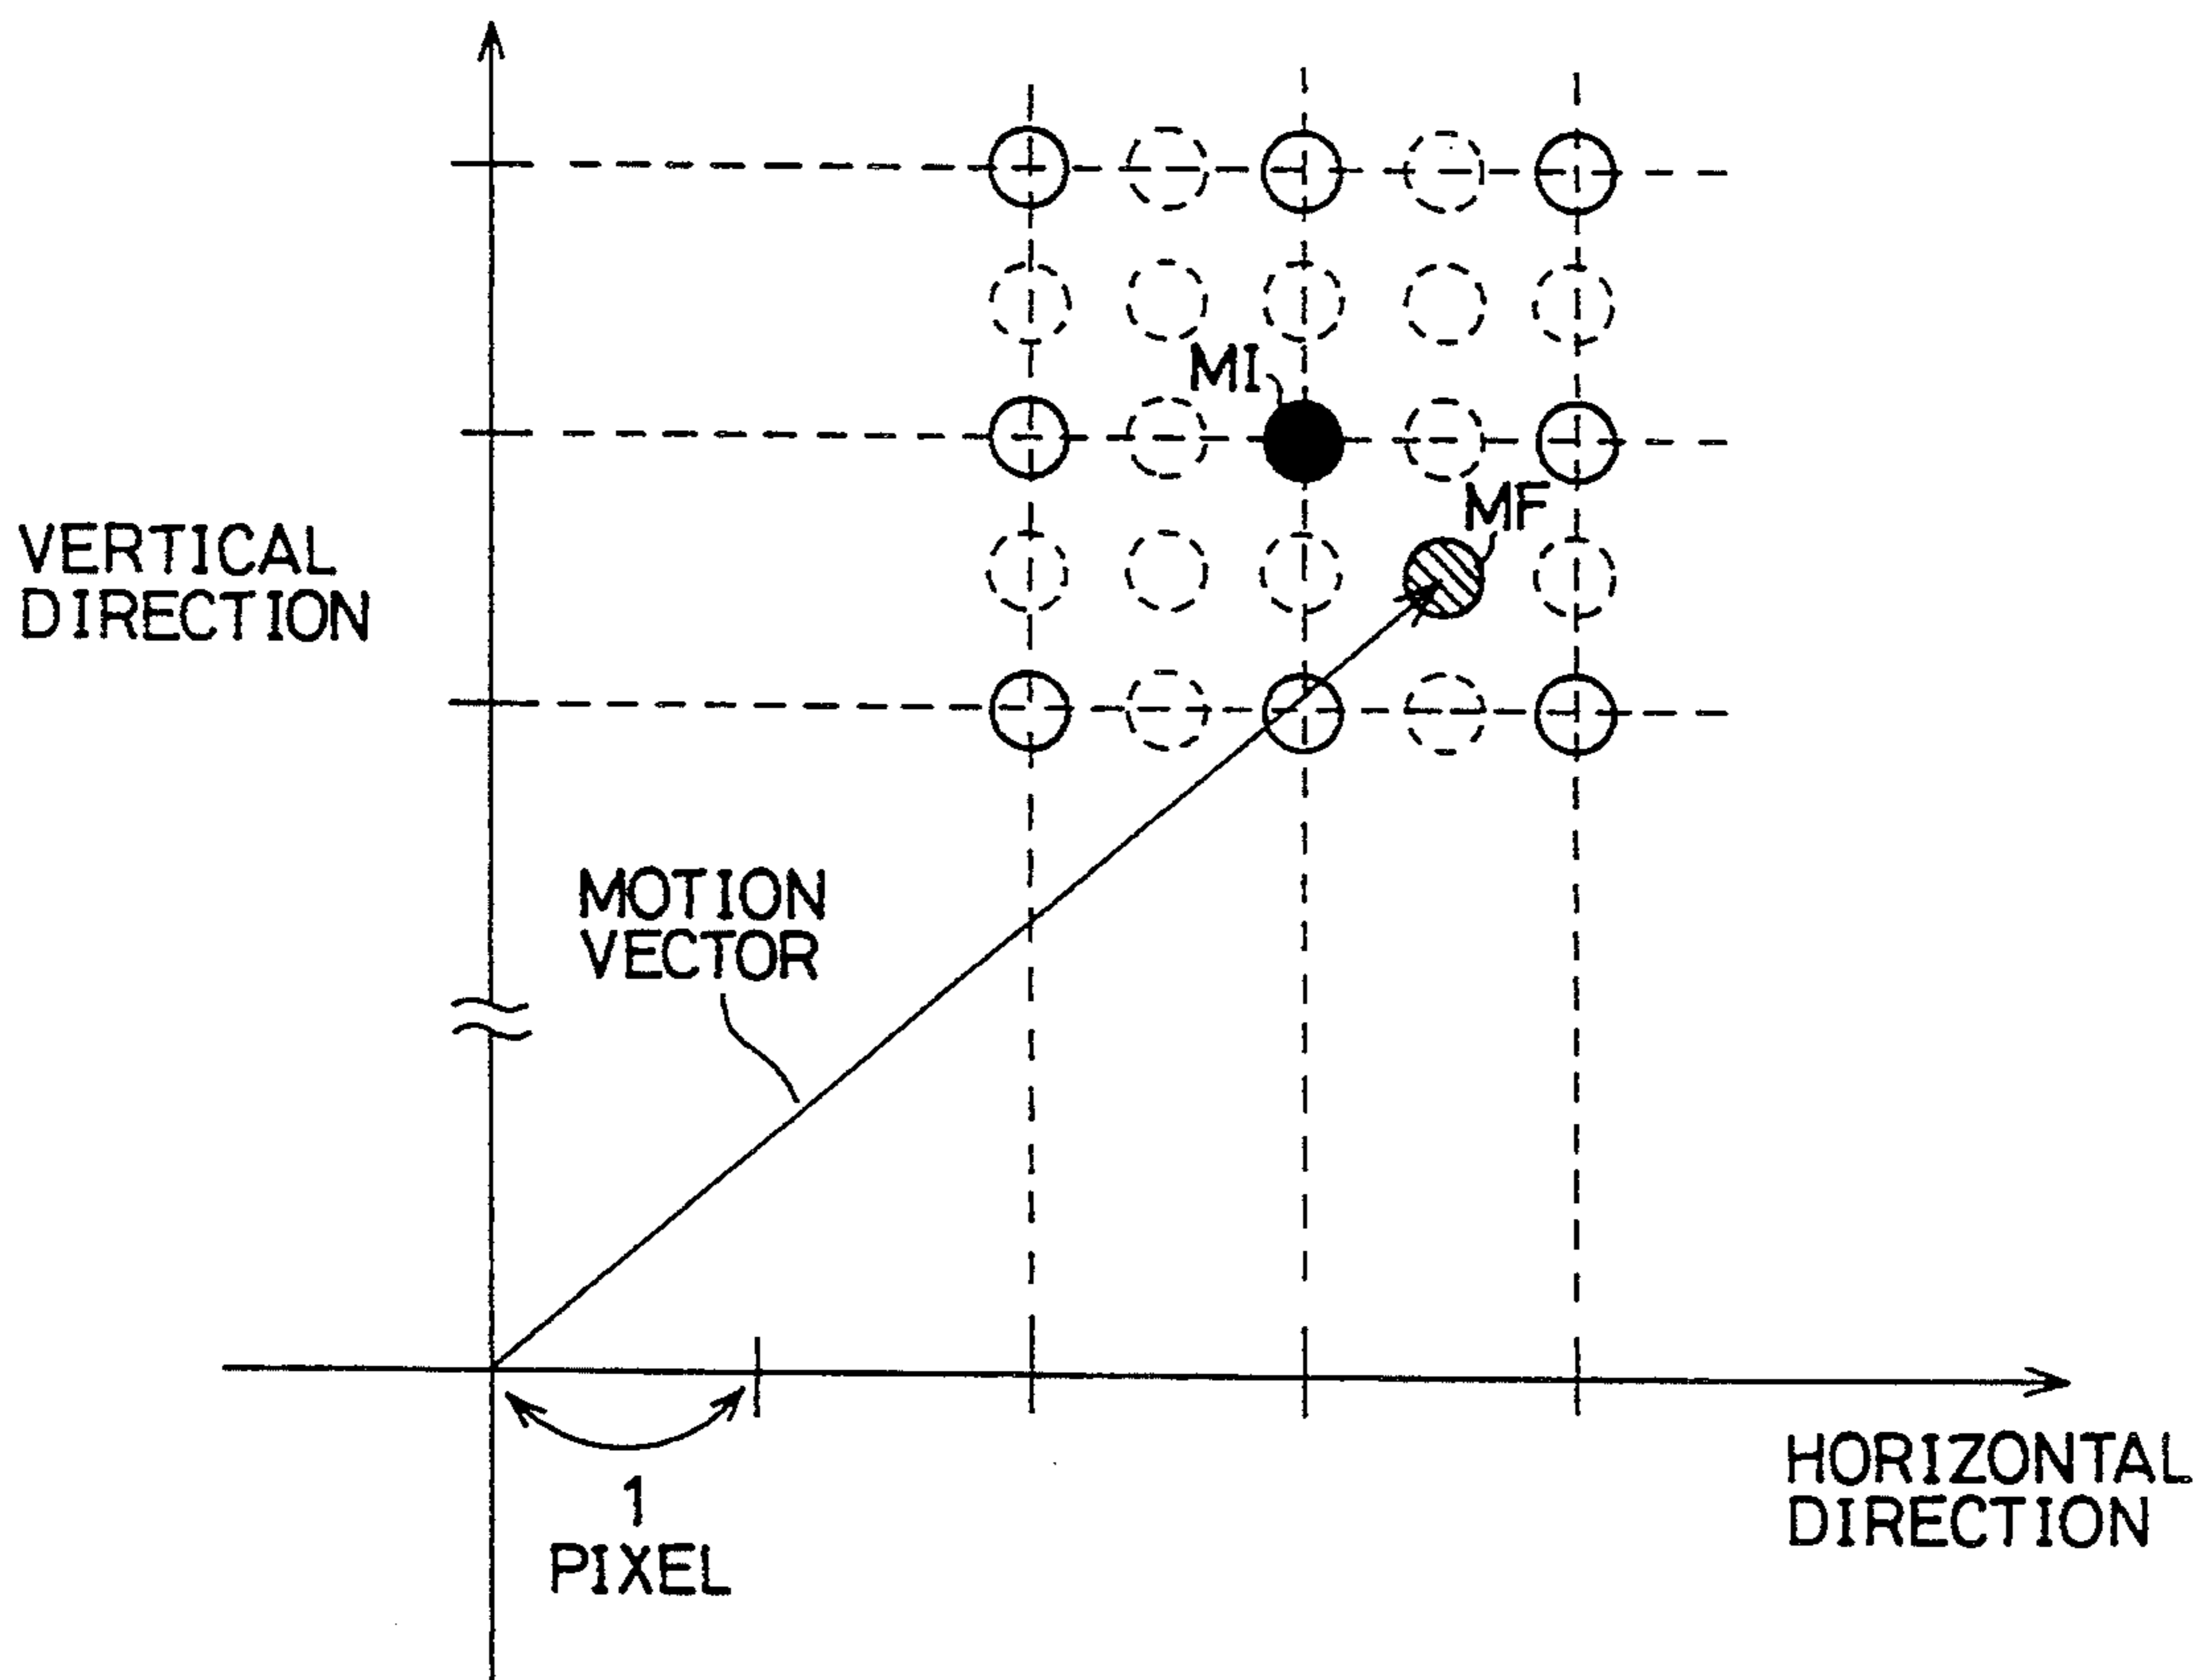 MI
MF
VERTICAL
DIRECTION
MOTION
VECTOR
1
PIXEL
HORIZONTAL
DIRECTION